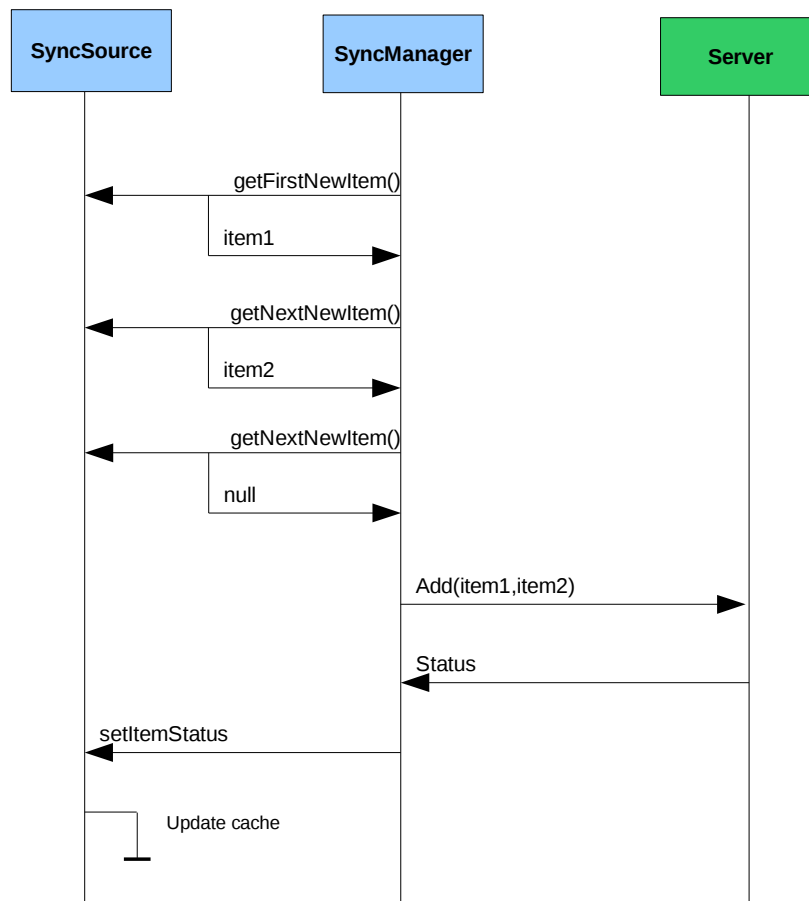 SyncSource
SyncManager
Server
getFirstNewItem()
item1
getNextNewItem()
item2
getNextNewItem()
null
Add(item1,item2)
Status
setItemStatus
Update cache